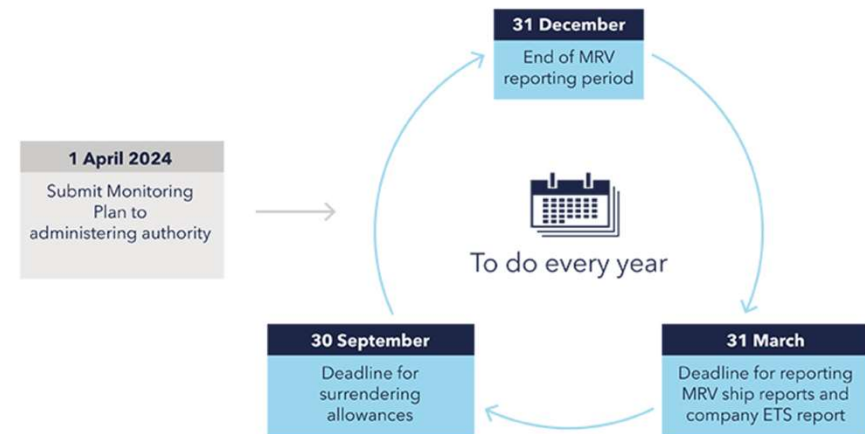 31 December
End of MRV
reporting period
1 April 2024
Submit Monitoring
Plan to
administering authority
To do every year
30 September
Deadline for
surrendering
allowances
31 March
Deadline for reporting
MRV ship reports and
company ETS report